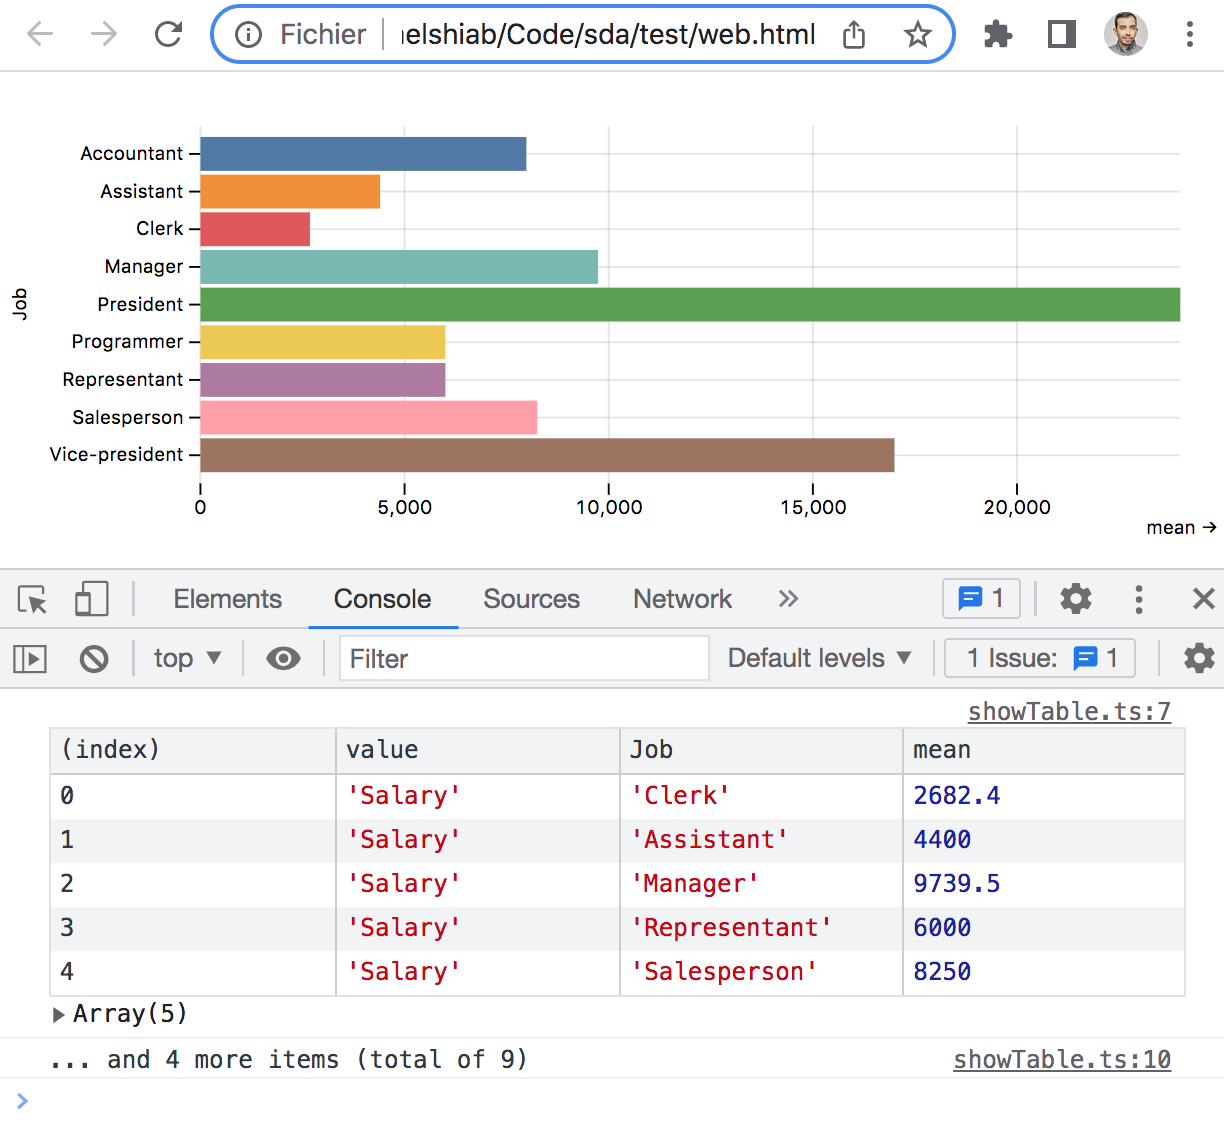 Fichier elshiab/Code/sda/test/web.html
Accountant
Assistant
Clerk
Manager
President
Programmer
Representant
Salesperson
Vice-president
Job
0 5,000 10,000 15,000 20,000
mean →
Elements Console Sources Network » 1
top Filter Default levels 1 Issue: 1
showTable.ts:7
(index) value Job mean
0 'Salary' 'Clerk' 2682.4
1 'Salary' 'Assistant' 4400
2 'Salary' 'Manager' 9739.5
3 'Salary' 'Representant' 6000
4 'Salary' 'Salesperson' 8250
Array(5)
... and 4 more items (total of 9) showTable.ts:10